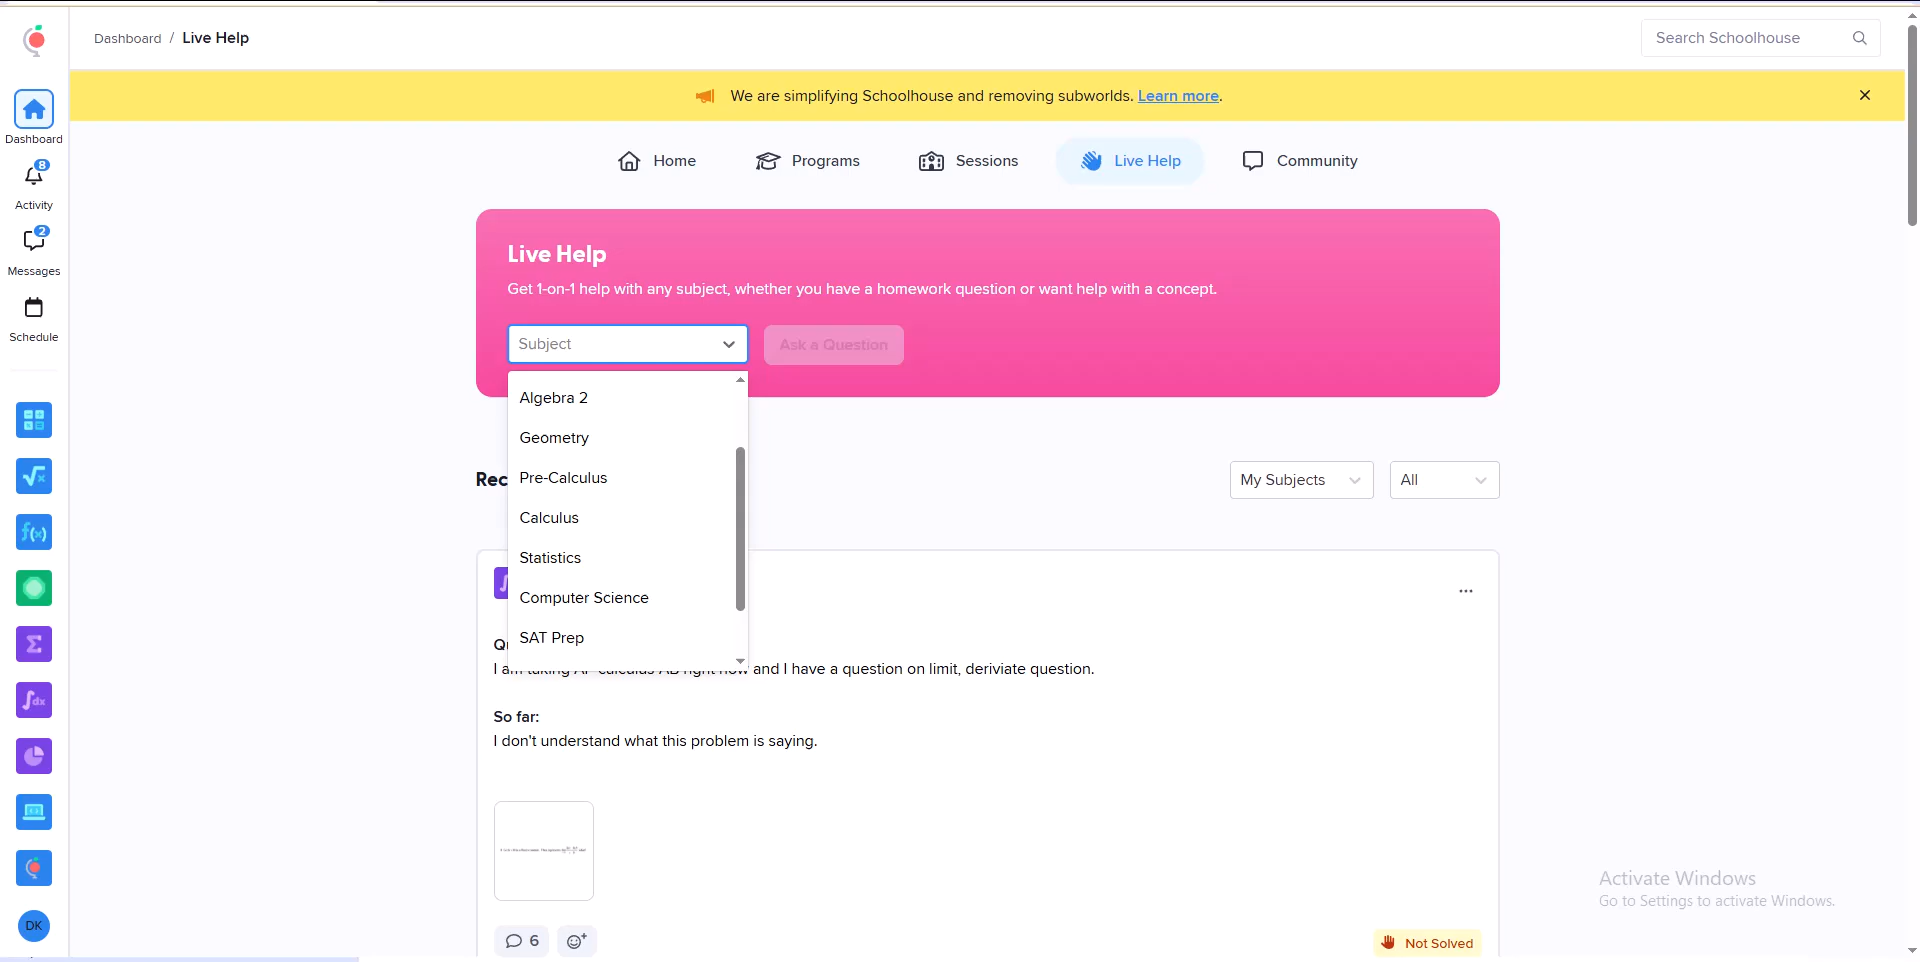 Dashboard / Live Help
Search Schoolhouse
We are simplifying Schoolhouse and removing subworlds. Learn more.
Dashboard
8
Activity
2
Messages
Schedule
Home
Programs
Sessions
Live Help
Community
Live Help
Get 1-on-1 help with any subject, whether you have a homework question or want help with a concept.
Subject
Ask a Question
Algebra 2
Geometry
Pre-Calculus
Calculus
Statistics
Computer Science
SAT Prep
Rec
My Subjects
All
√x
f(x)
Σ
∫dx
DK
and I have a question on limit, deriviate question.
So far:
I don't understand what this problem is saying.
6
Not Solved
Activate Windows
Go to Settings to activate Windows.